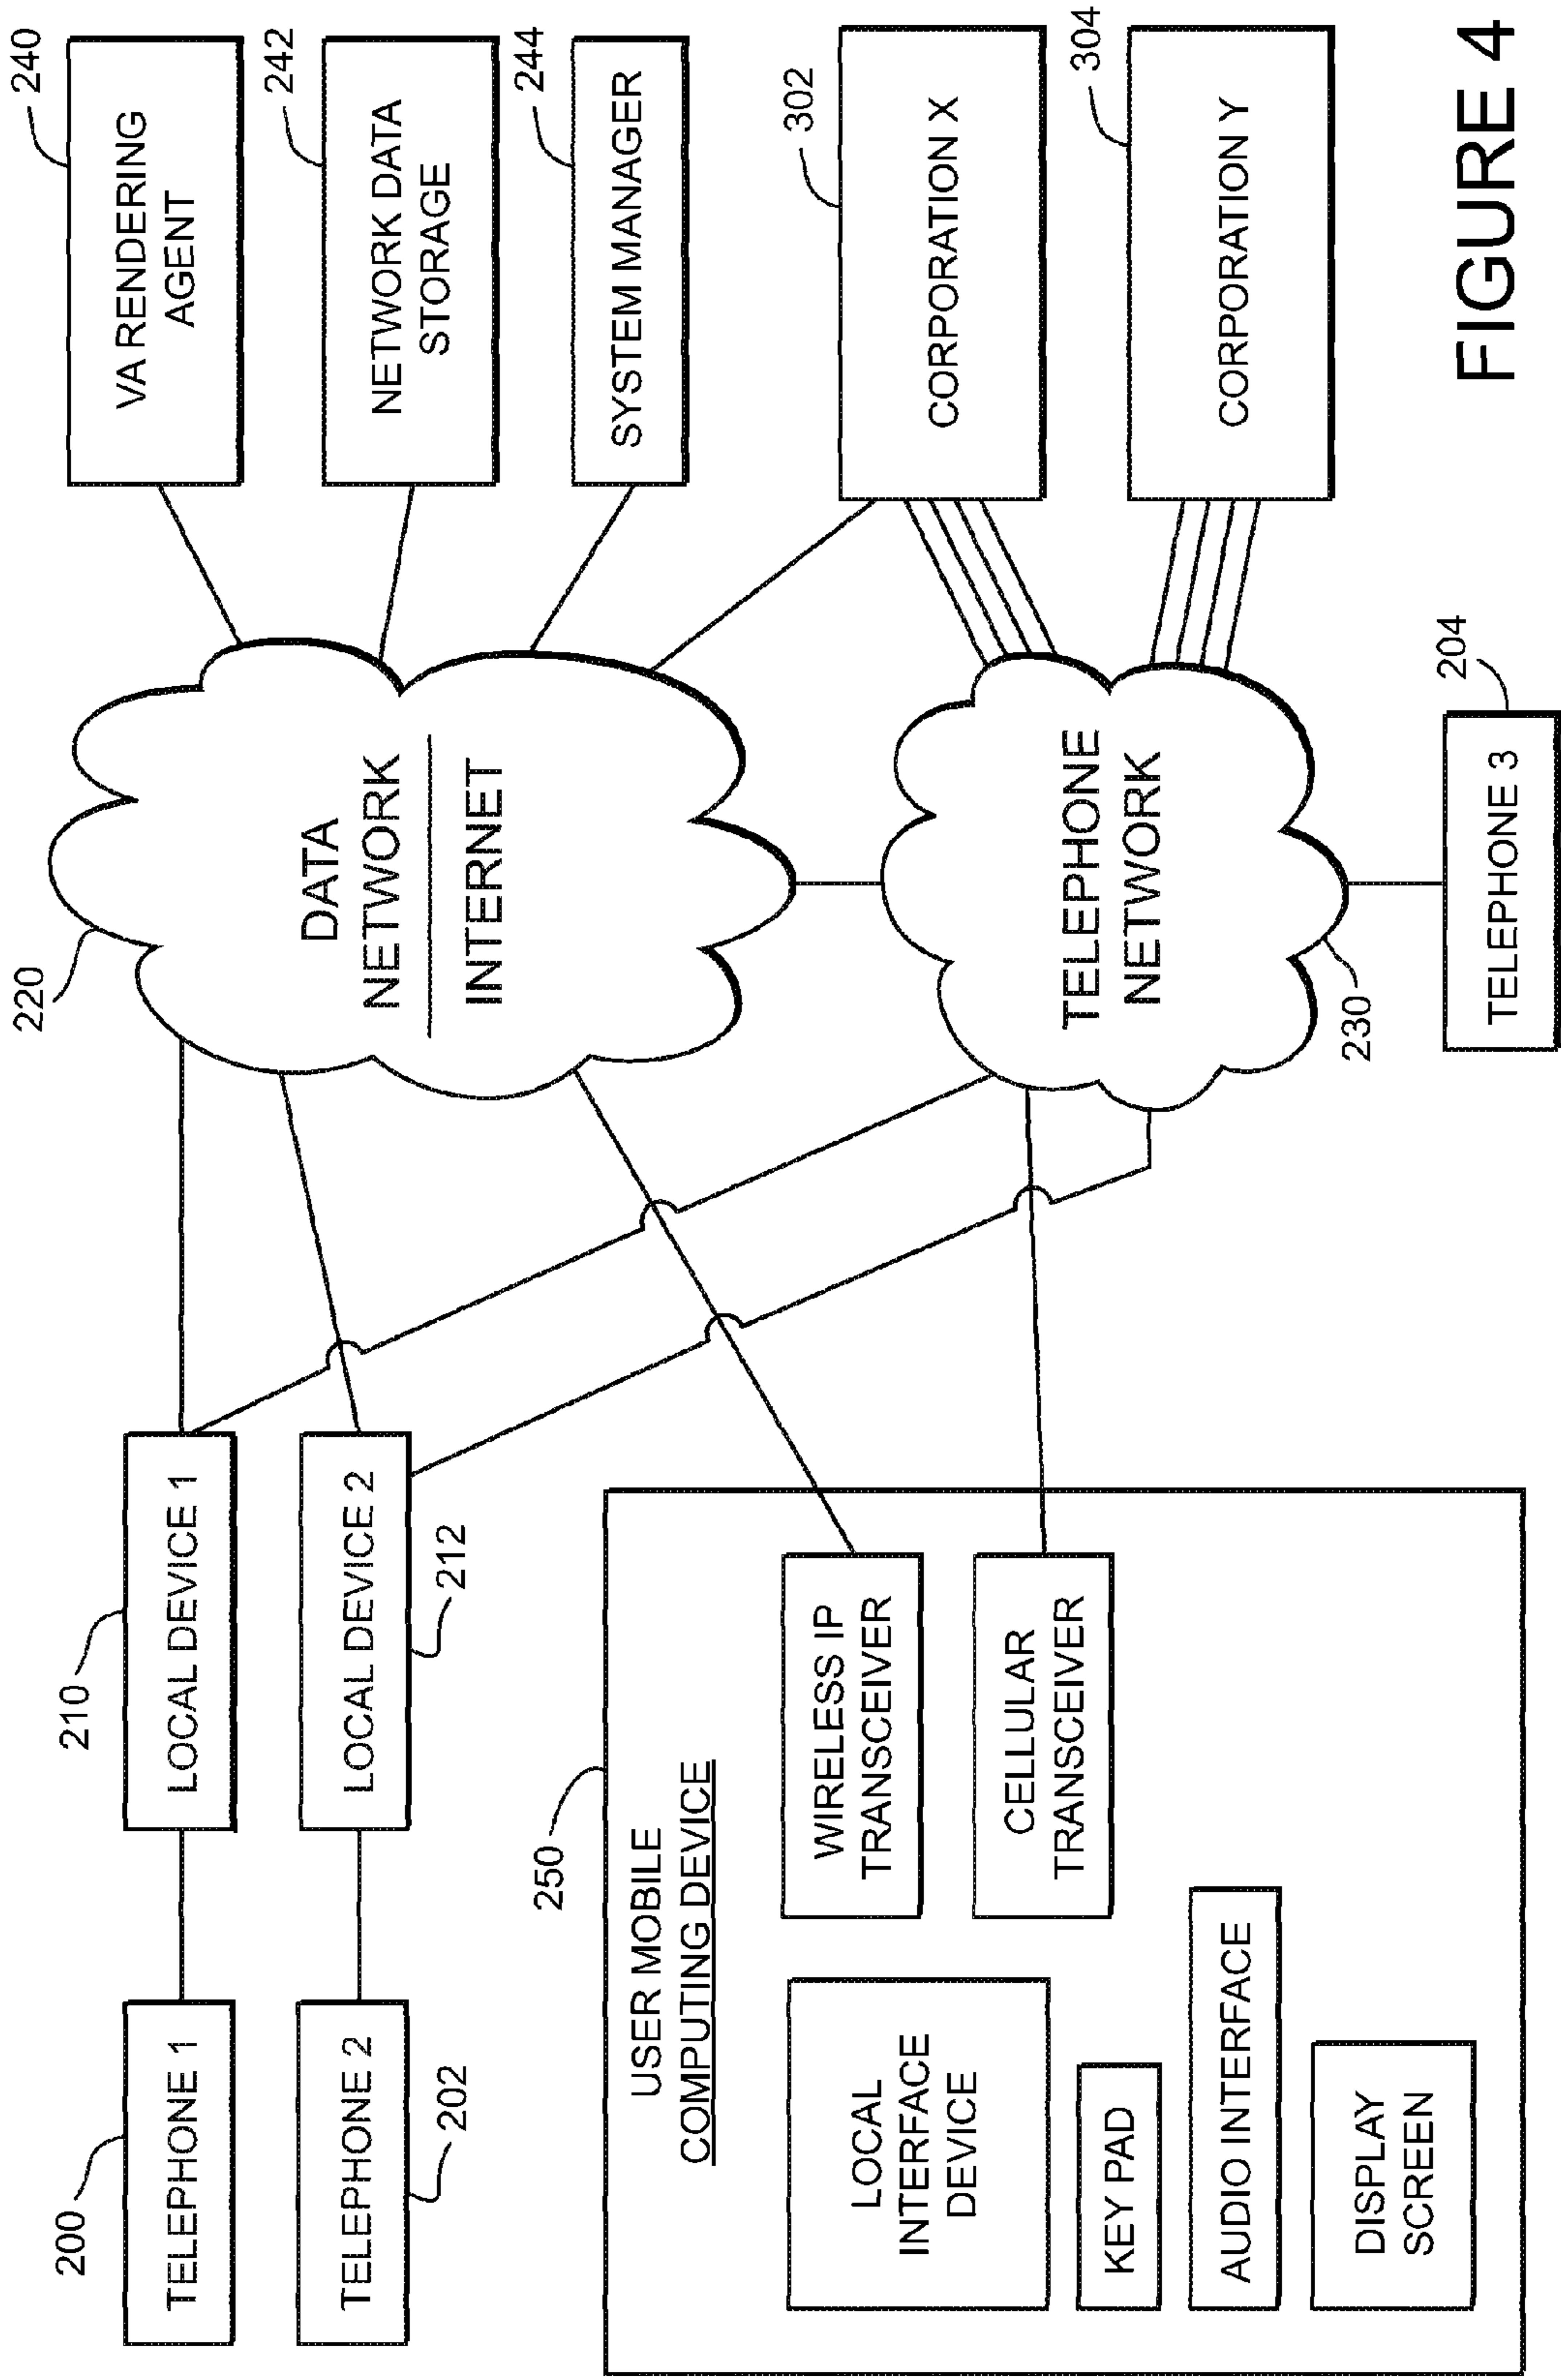 200
TELEPHONE 1
210
LOCAL DEVICE 1
220
TELEPHONE 2
202
LOCAL DEVICE 2
212
DATA
NETWORK
INTERNET
240
VA RENDERING
AGENT
242
NETWORK DATA
STORAGE
244
SYSTEM MANAGER
250
USER MOBILE
COMPUTING DEVICE
LOCAL
INTERFACE
DEVICE
WIRELESS IP
TRANSCEIVER
CELLULAR
TRANSCEIVER
KEY PAD
AUDIO INTERFACE
DISPLAY
SCREEN
TELEPHONE
NETWORK
230
302
CORPORATION X
304
CORPORATION Y
204
TELEPHONE 3
FIGURE 4